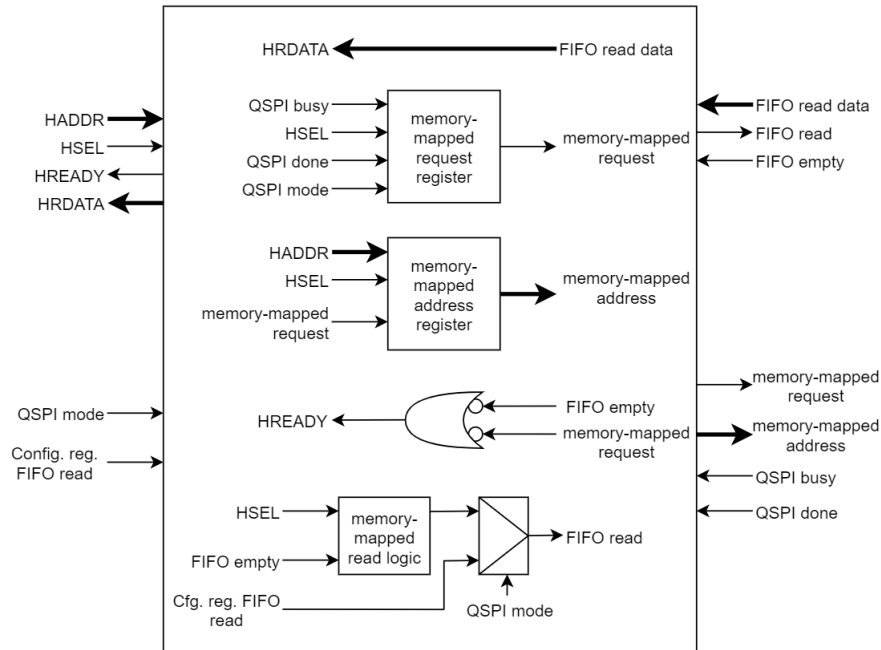 HRDATA
FIFO read data
HADDR
HSEL
HREADY
HRDATA
QSPI busy
HSEL
QSPI done
QSPI mode
memory-
mapped
request
register
memory-mapped
request
FIFO read data
FIFO read
FIFO empty
HADDR
HSEL
memory-mapped
request
memory-
mapped
address
register
memory-mapped
address
QSPI mode
Config. reg.
FIFO read
HREADY
FIFO empty
memory-mapped
request
memory-mapped
request
memory-mapped
address
QSPI busy
QSPI done
HSEL
FIFO empty
memory-
mapped
read logic
Cfg. reg. FIFO
read
FIFO read
QSPI mode